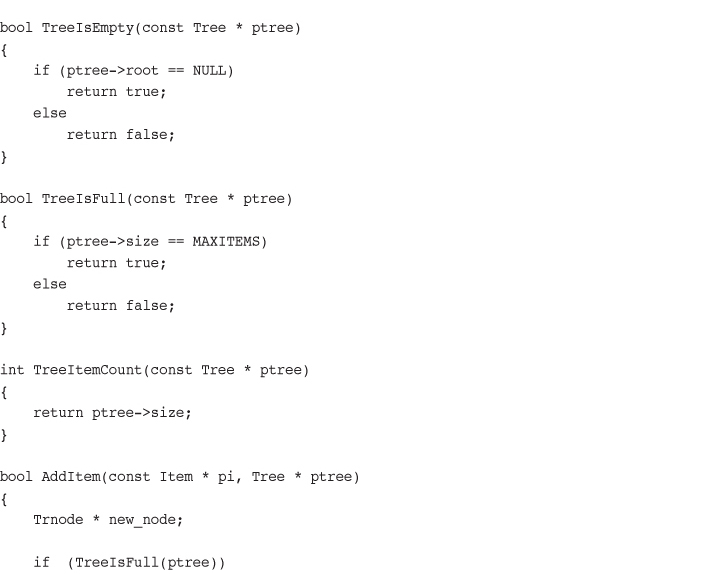 bool TreeIsEmpty(const Tree * ptree)
{
    if (ptree->root == NULL)
        return true;
    else
        return false;
}

bool TreeIsFull(const Tree * ptree)
{
    if (ptree->size == MAXITEMS)
        return true;
    else
        return false;
}

int TreeItemCount(const Tree * ptree)
{
    return ptree->size;
}

bool AddItem(const Item * pi, Tree * ptree)
{
    Trnode * new_node;

    if  (TreeIsFull(ptree))